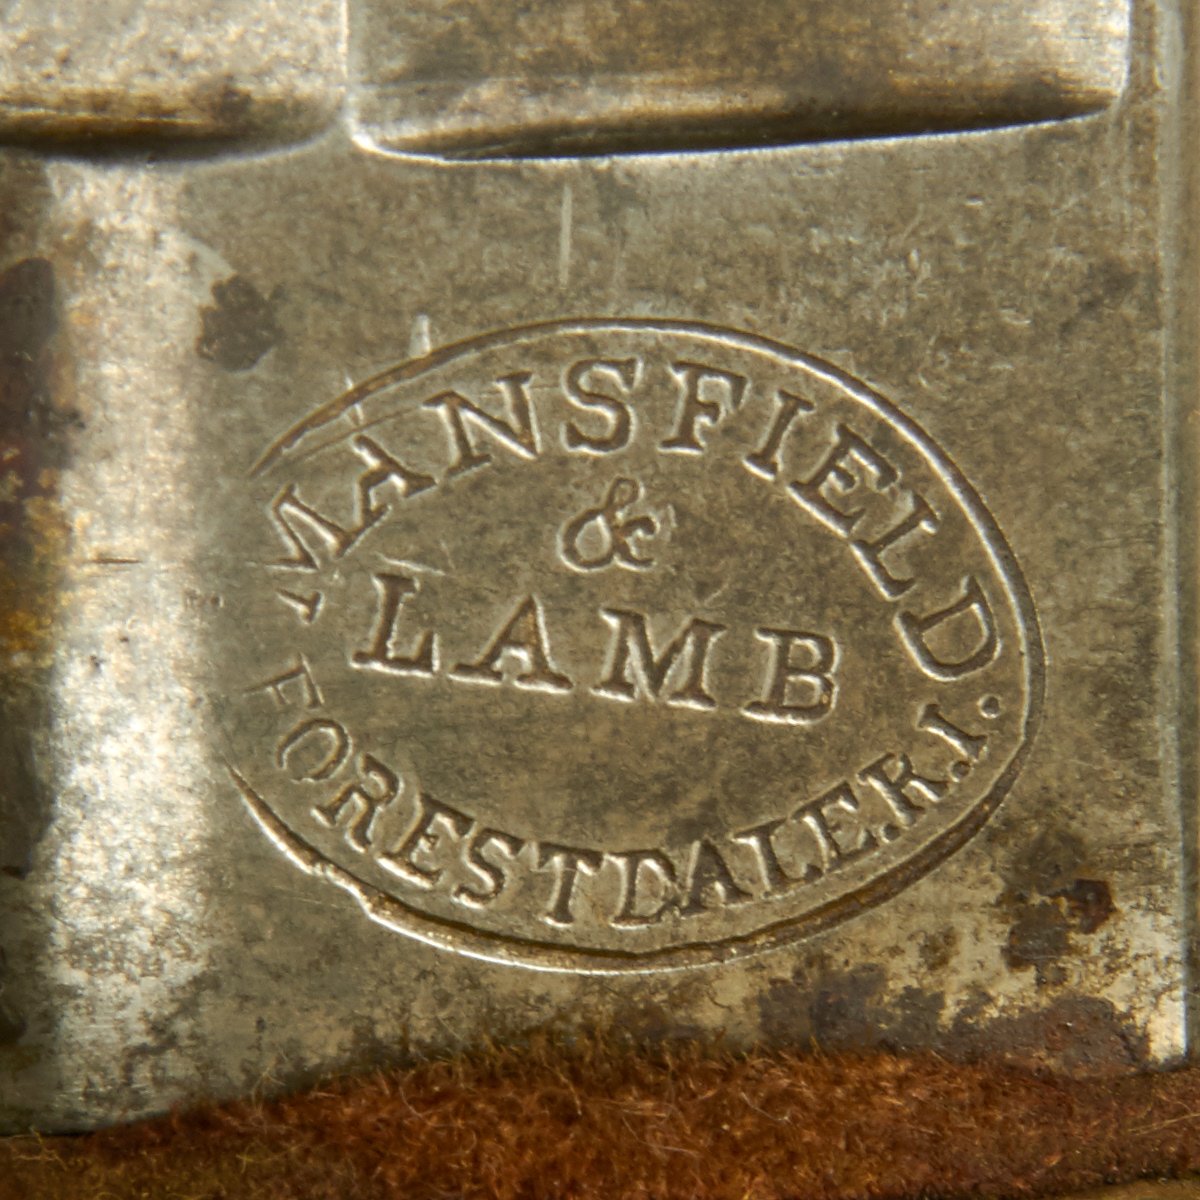 MANSFIELD
&
LAMB
FORESTDALE.R.I.